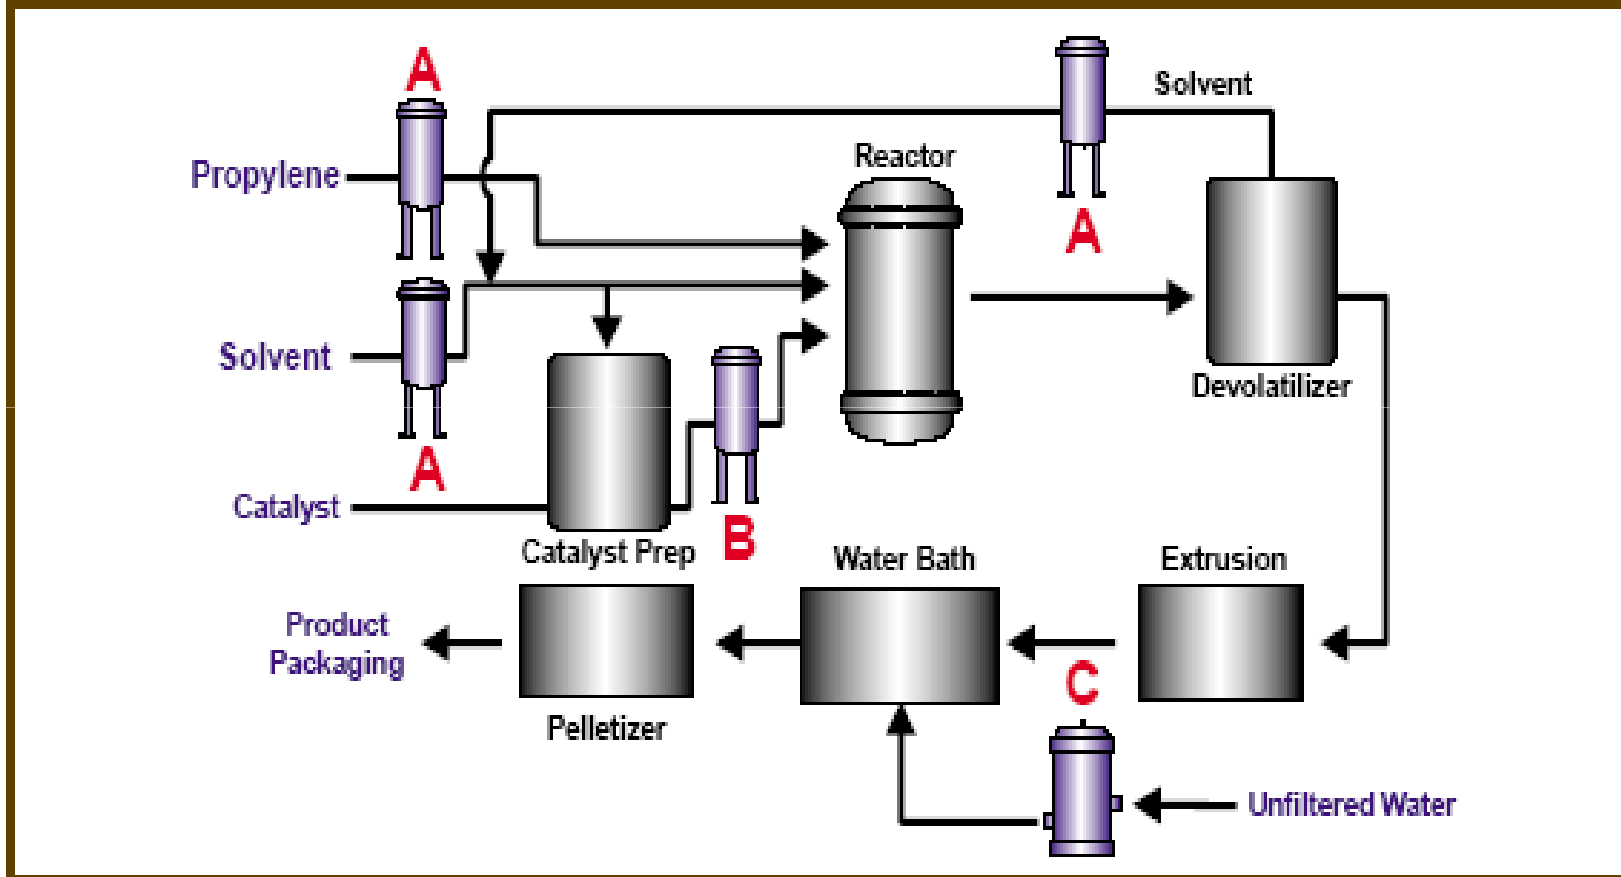 A
Solvent
Reactor
Propylene
A
Solvent
Devolatilizer
A
Catalyst
B
Catalyst Prep
Water Bath
Extrusion
Product
Packaging
C
Pelletizer
Unfiltered Water